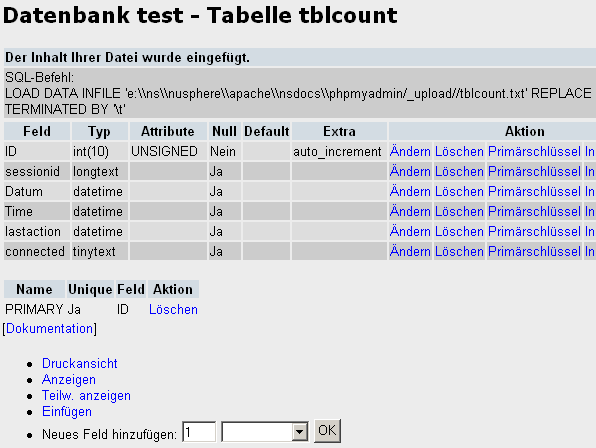 Datenbank test - Tabelle tblcount
Der Inhalt Ihrer Datei wurde eingefügt.
SQL-Befehl:
LOAD DATA INFILE 'e:\\ns\\nusphere\\apache\\nsdocs\\phpmyadmin/_upload//tblcount.txt' REPLACE
TERMINATED BY '\t'
Feld Typ Attribute Null Default Extra Aktion
ID int(10) UNSIGNED Nein auto_increment Ändern Löschen Primärschlüssel In
sessionid longtext Ja Ändern Löschen Primärschlüssel In
Datum datetime Ja Ändern Löschen Primärschlüssel In
Time datetime Ja Ändern Löschen Primärschlüssel In
lastaction datetime Ja Ändern Löschen Primärschlüssel In
connected tinytext Ja Ändern Löschen Primärschlüssel In
Name Unique Feld Aktion
PRIMARY Ja ID Löschen
[Dokumentation]
• Druckansicht
• Anzeigen
• Teilw. anzeigen
• Einfügen
• Neues Feld hinzufügen: 1 OK